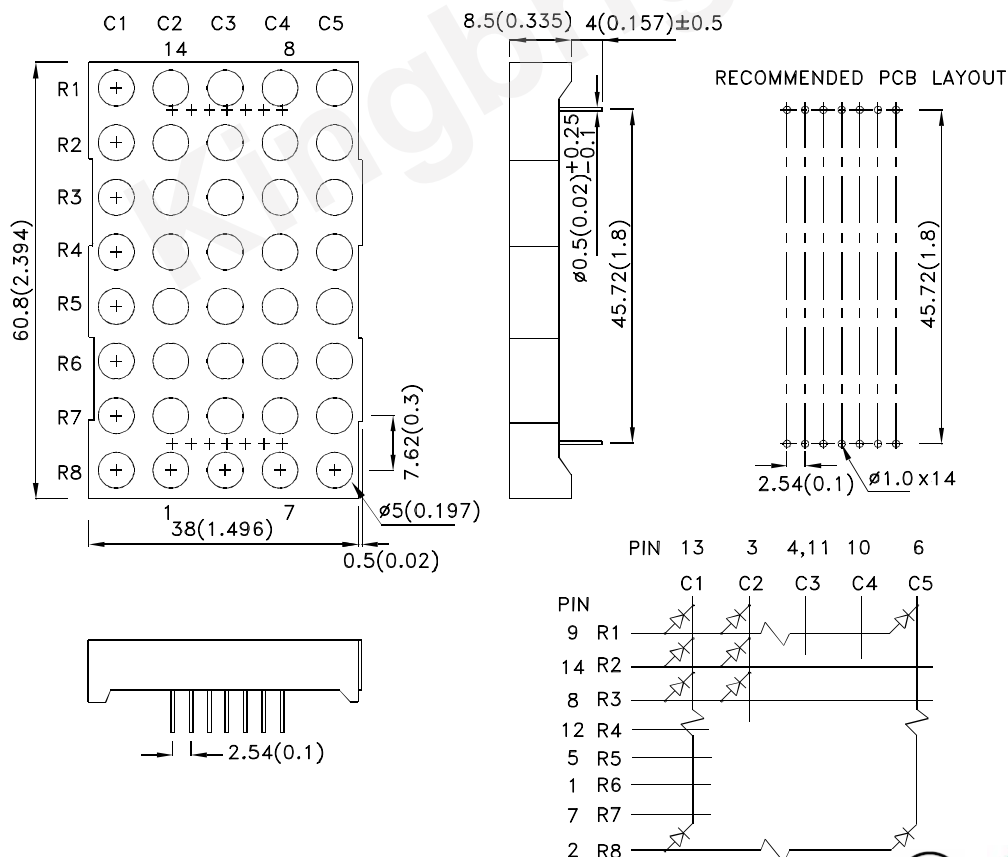 C1 C2 C3 C4 C5
14 8
8.5(0.335) 4(0.157)±0.5
RECOMMENDED PCB LAYOUT
R1
R2
R3
R4
R5
R6
R7
R8
60.8(2.394)
ø0.5(0.02)+0.25 -0.1
45.72(1.8)
45.72(1.8)
7.62(0.3)
1 7
ø5(0.197)
38(1.496)
0.5(0.02)
2.54(0.1)
ø1.0x14
2.54(0.1)
PIN 13 3 4,11 10 6
C1 C2 C3 C4 C5
PIN
9 R1
14 R2
8 R3
12 R4
5 R5
1 R6
7 R7
2 R8